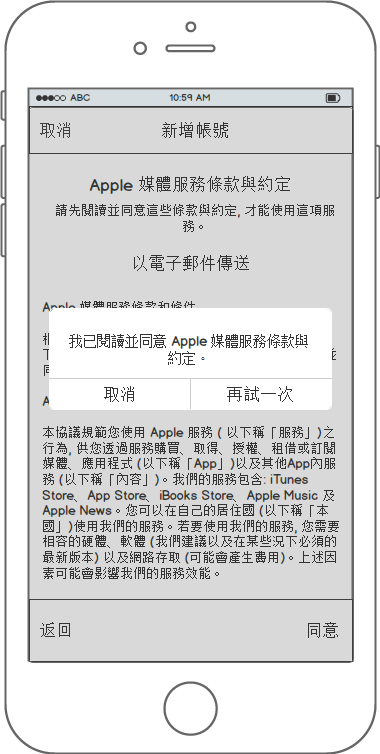 ABC 10:59 AM
取消 新增帳號
Apple 媒體服務條款與約定
請先閱讀並同意這些條款與約定, 才能使用這項服
務。
以電子郵件傳送
Apple 媒體服務條款和條件
我已閱讀並同意 Apple 媒體服務條款與
約定。
取消 再試一次
本協議規範您使用 Apple 服務 ( 以下稱「服務」)之
行為, 供您透過服務購買、取得、授權、租借或訂閱
媒體、應用程式 (以下稱「App」)以及其他App內服
務 (以下稱「內容」)。我們的服務包含: iTunes
Store、App Store、iBooks Store、Apple Music 及
Apple News。您可以在自己的居住國 (以下稱「本
國」)使用我們的服務。若要使用我們的服務, 您需要
相容的硬體、軟體 (我們建議以及在某些況下必須的
最新版本) 以及網路存取 (可能會產生費用)。上述因
素可能會影響我們的服務效能。
返回 同意